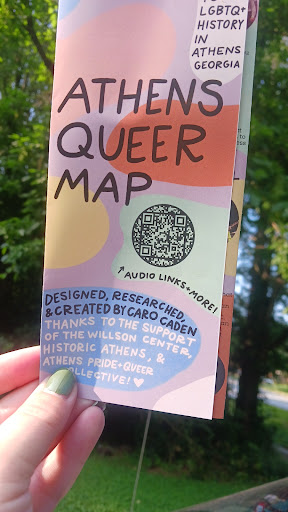 LGBTQ+
HISTORY
IN
ATHENS
GEORGIA
ATHENS
QUEER
MAP
AUDIO LINKS + MORE!
DESIGNED, RESEARCHED,
& CREATED BY CARO CADEN
THANKS TO THE SUPPORT
OF THE WILLSON CENTER,
HISTORIC ATHENS, &
ATHENS PRIDE + QUEER
COLLECTIVE!